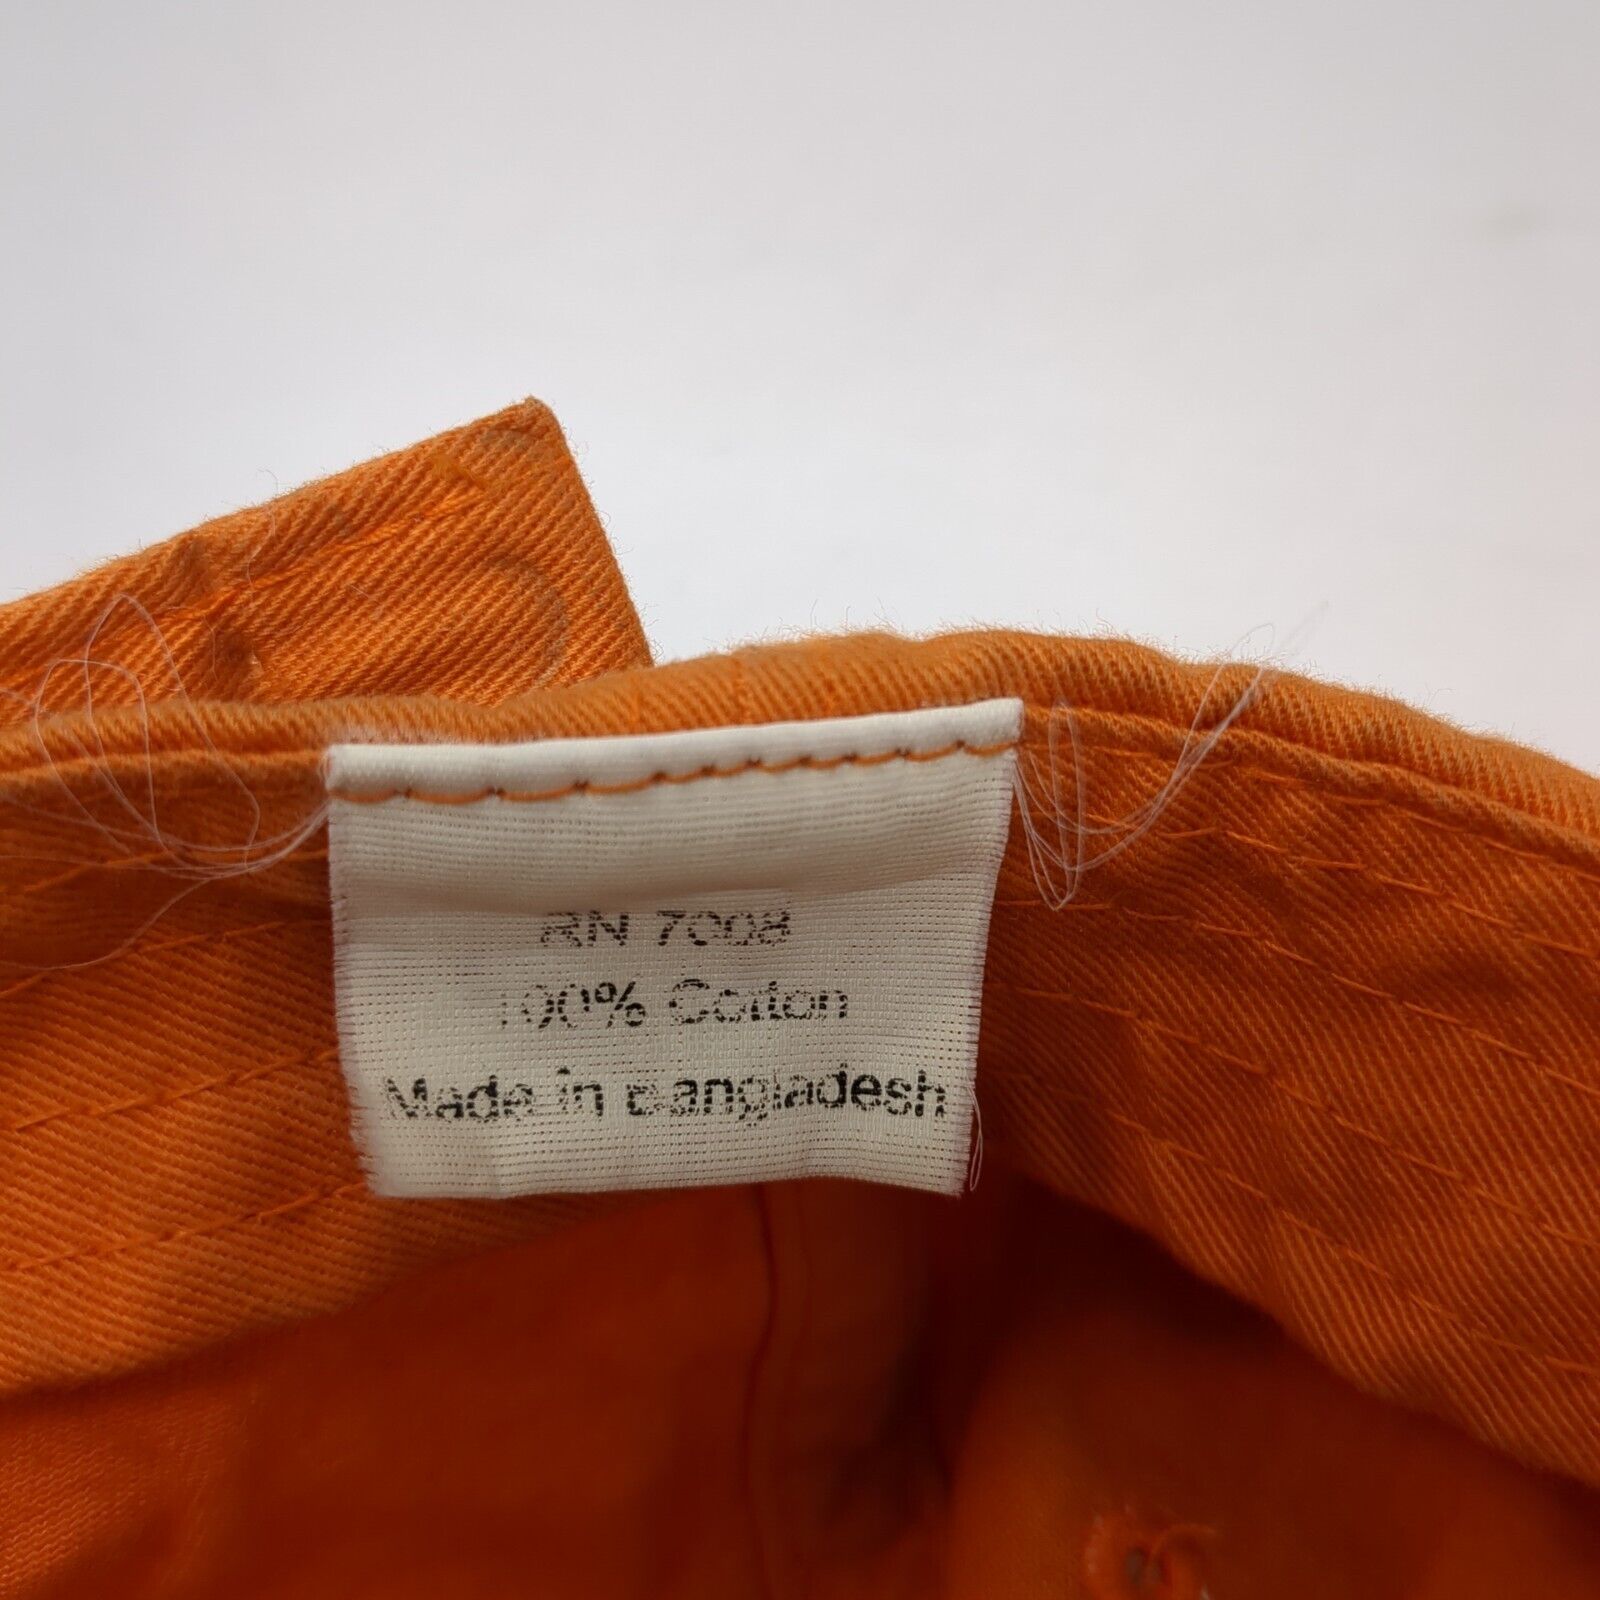 RN 7008
100% Cotton
Made in Bangladesh